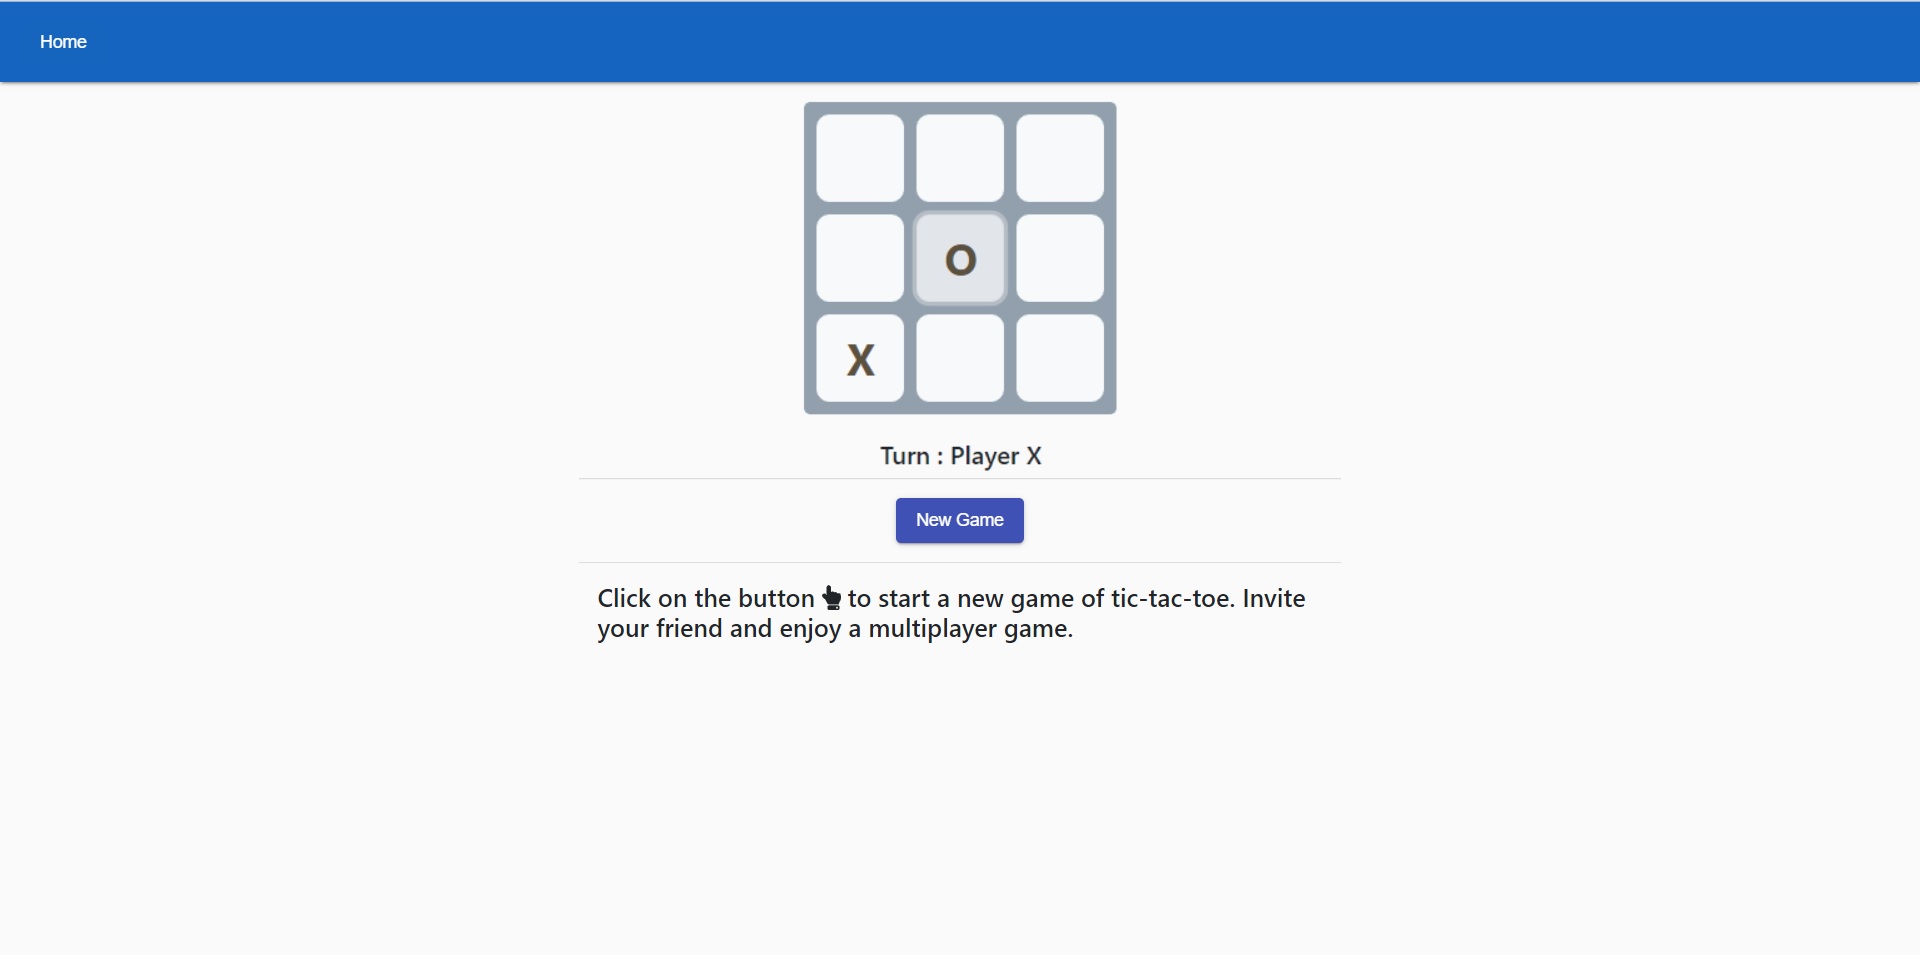 Home
O
X
Turn : Player X
New Game
Click on the button to start a new game of tic-tac-toe. Invite
your friend and enjoy a multiplayer game.